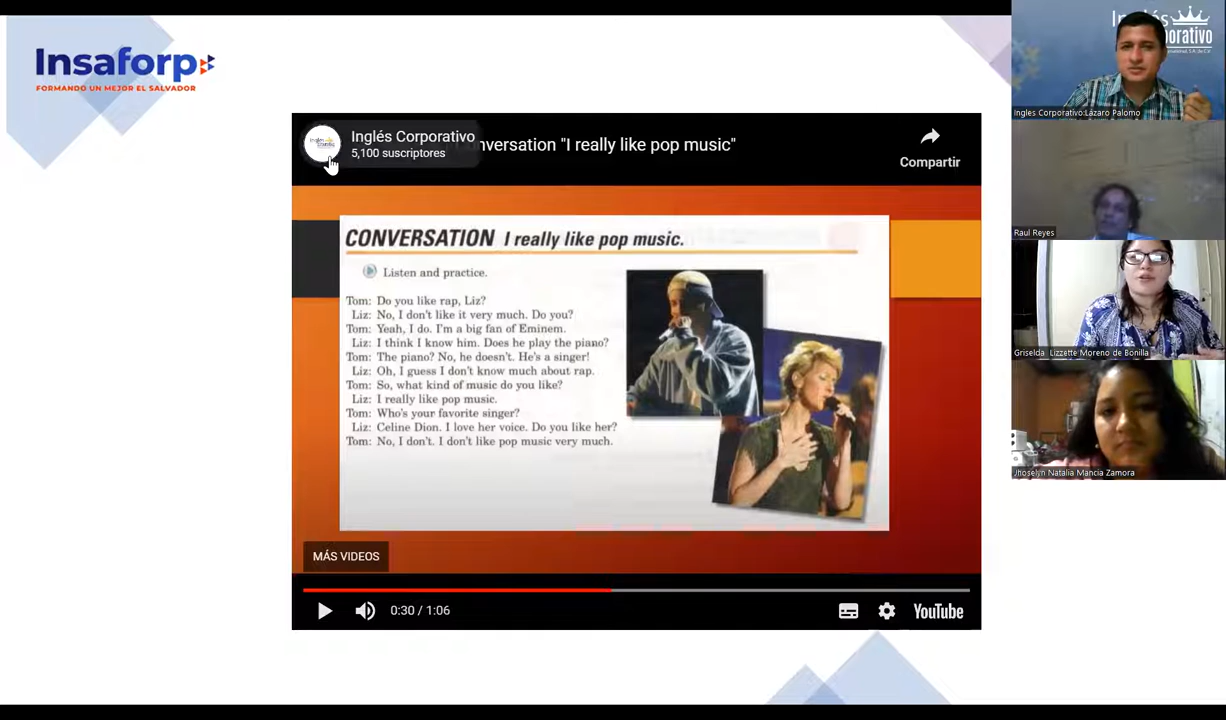 Insaforp
FORMANDO UN MEJOR EL SALVADOR
Inglés Corporativo
5,100 suscriptores
nversation "I really like pop music"
Compartir
CONVERSATION I really like pop music.
Listen and practice.
Tom: Do you like rap, Liz?
Liz: No, I don't like it very much. Do you?
Tom: Yeah, I do. I'm a big fan of Eminem.
Liz: I think I know him. Does he play the piano?
Tom: The piano? No, he doesn't. He's a singer!
Liz: Oh, I guess I don't know much about rap.
Tom: So, what kind of music do you like?
Liz: I really like pop music.
Tom: Who's your favorite singer?
Liz: Celine Dion. I love her voice. Do you like her?
Tom: No, I don't. I don't like pop music very much.
MÁS VIDEOS
0:30 / 1:06
YouTube
Ingles Corporativo:Lázaro Palomo
Raul Reyes
Griselda Lizzette Moreno de Bonilla
Jhoselyn Natalia Mancia Zamora